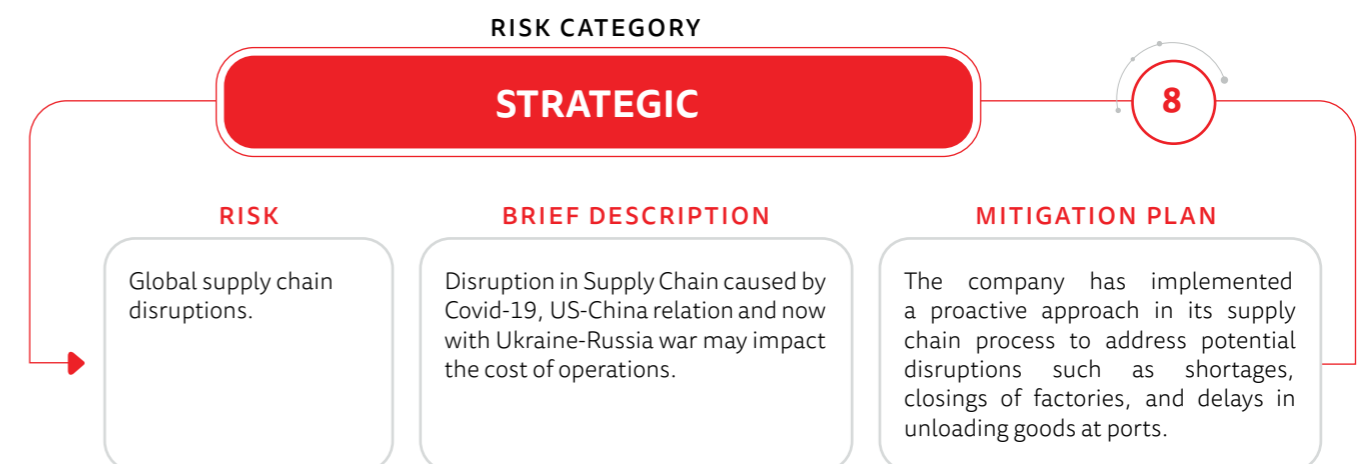 RISK CATEGORY
STRATEGIC
8
RISK
Global supply chain
disruptions.
BRIEF DESCRIPTION
Disruption in Supply Chain caused by
Covid-19, US-China relation and now
with Ukraine-Russia war may impact
the cost of operations.
MITIGATION PLAN
The company has implemented
a proactive approach in its supply
chain process to address potential
disruptions such as shortages,
closings of factories, and delays in
unloading goods at ports.